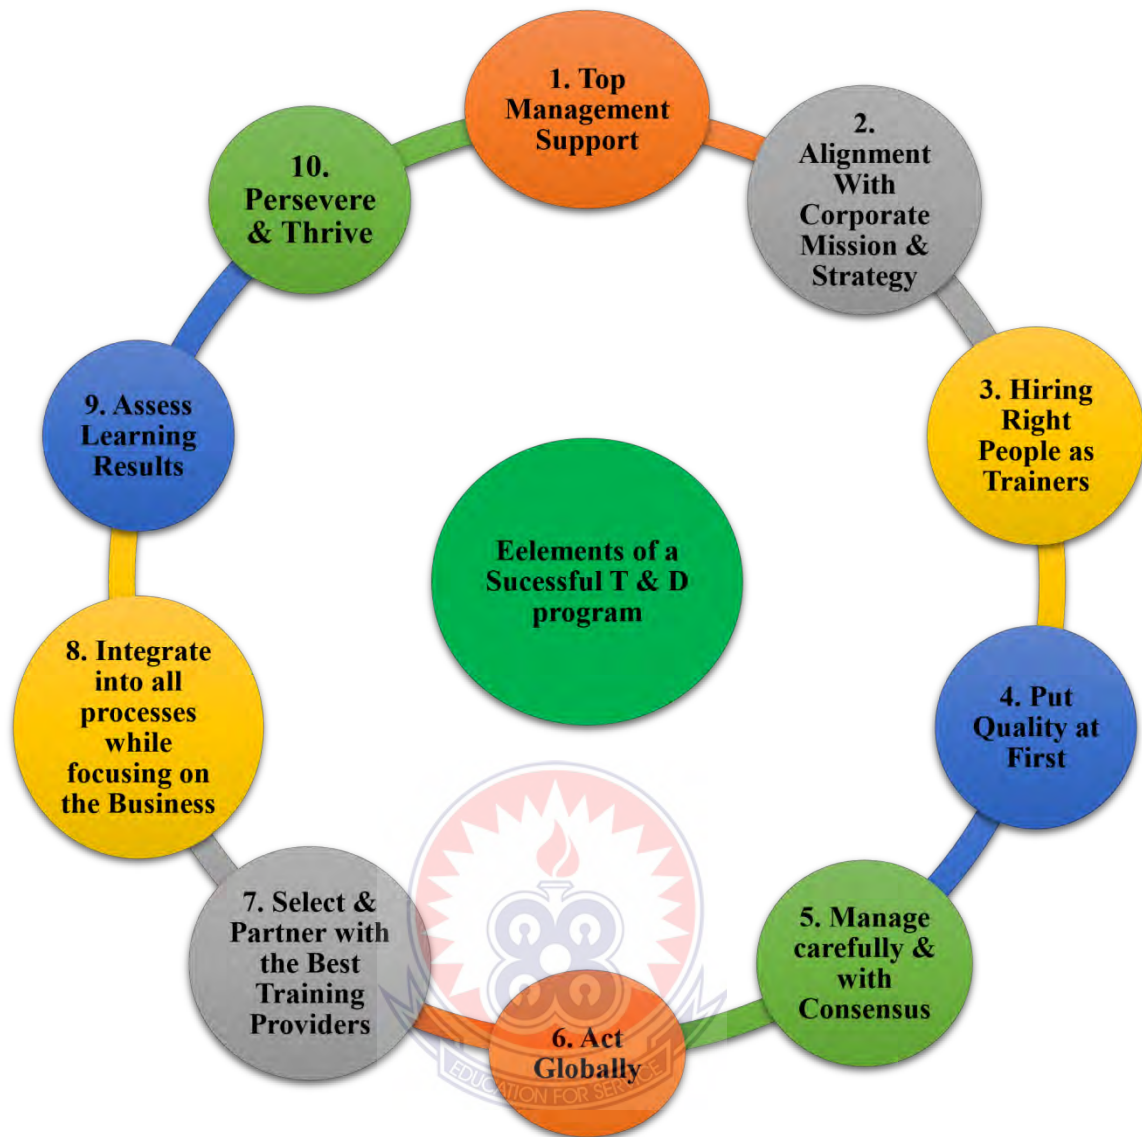 1. Top
Management
Support
2.
Alignment
With
Corporate
Mission &
Strategy
3. Hiring
Right
People as
Trainers
4. Put
Quality at
First
5. Manage
carefully &
with
Consensus
6. Act
Globally
7. Select &
Partner with
the Best
Training
Providers
8. Integrate
into all
processes
while
focusing on
the Business
9. Assess
Learning
Results
10.
Persevere
& Thrive
Eelements of a
Sucessful T & D
program
EDUCATION FOR SERVICE